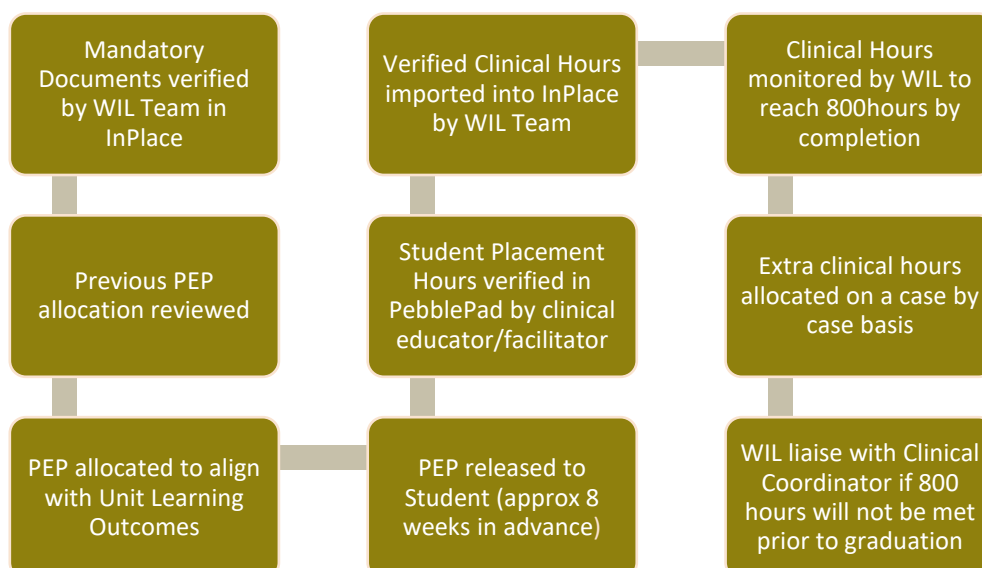 Mandatory
Documents verified
by WIL Team in
InPlace
Previous PEP
allocation reviewed
PEP allocated to align
with Unit Learning
Outcomes
PEP released to
Student (approx 8
weeks in advance)
Student Placement
Hours verified in
PebblePad by clinical
educator/facilitator
Verified Clinical Hours
imported into InPlace
by WIL Team
Clinical Hours
monitored by WIL to
reach 800hours by
completion
Extra clinical hours
allocated on a case by
case basis
WIL liaise with Clinical
Coordinator if 800
hours will not be met
prior to graduation